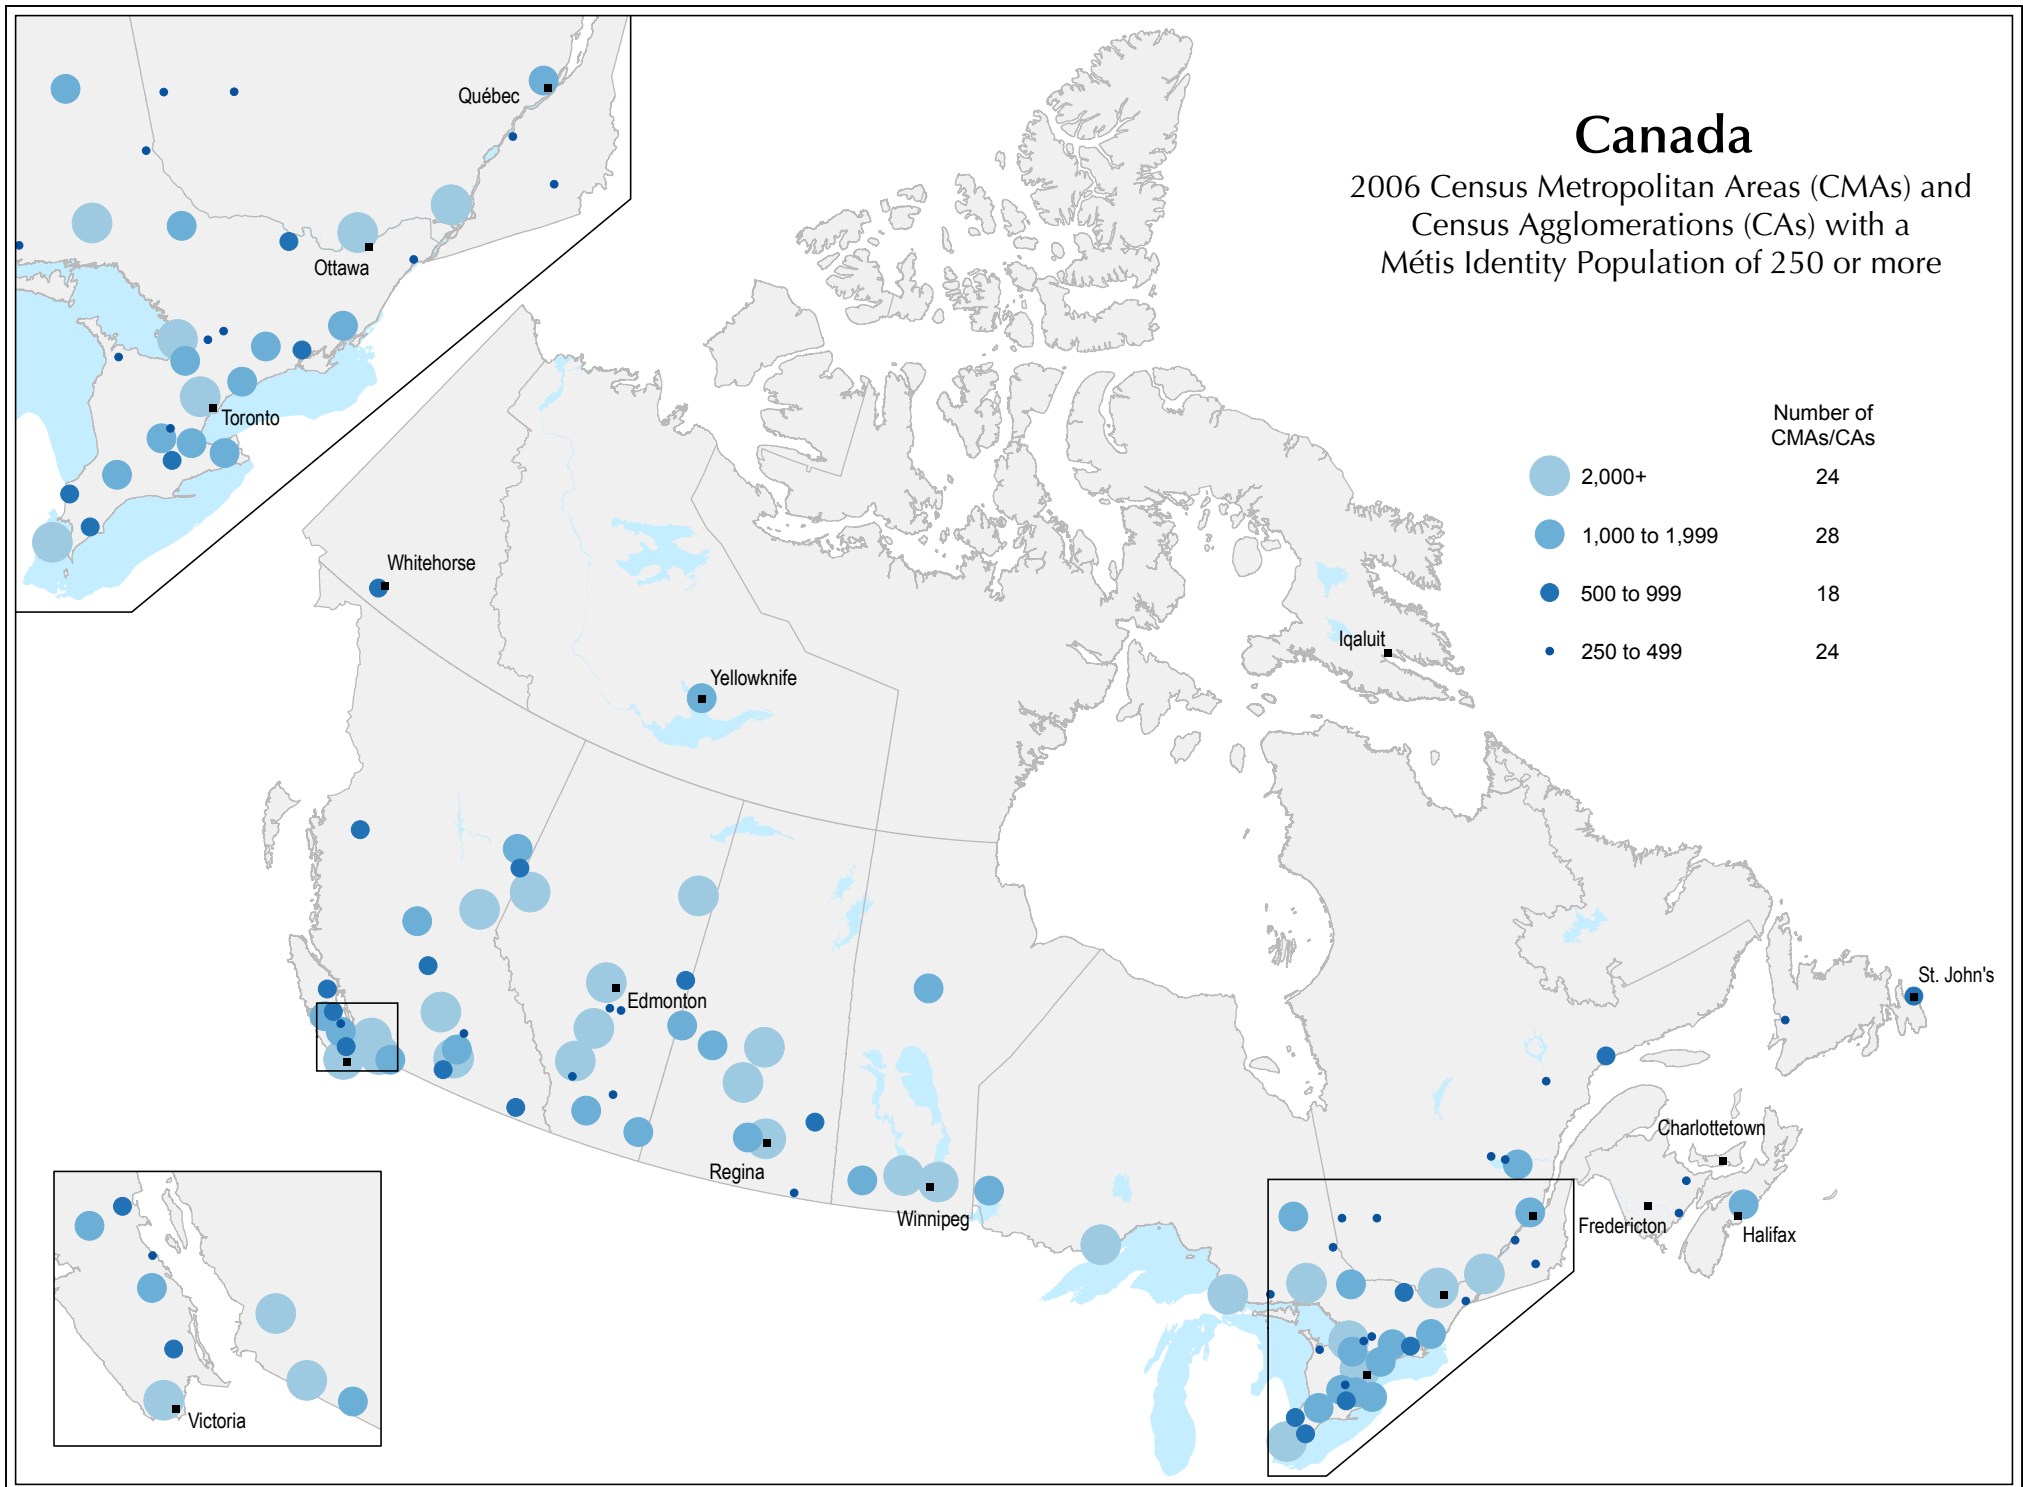 Canada
2006 Census Metropolitan Areas (CMAs) and
Census Agglomerations (CAs) with a
Métis Identity Population of 250 or more
Number of
CMAs/CAs
2,000+ 24
1,000 to 1,999 28
500 to 999 18
250 to 499 24
Québec
Ottawa
Toronto
Whitehorse
Yellowknife
Iqaluit
St. John's
Edmonton
Charlottetown
Regina
Winnipeg
Fredericton
Halifax
Victoria